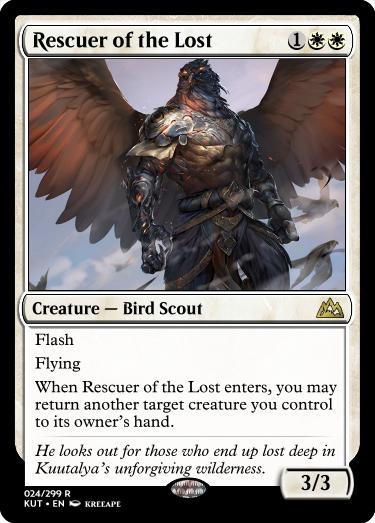 Rescuer of the Lost 1
Creature — Bird Scout
Flash
Flying
When Rescuer of the Lost enters, you may
return another target creature you control
to its owner's hand.
He looks out for those who end up lost deep in
Kuutalya's unforgiving wilderness.
3/3
024/299 R
KUT • EN KREEAPE